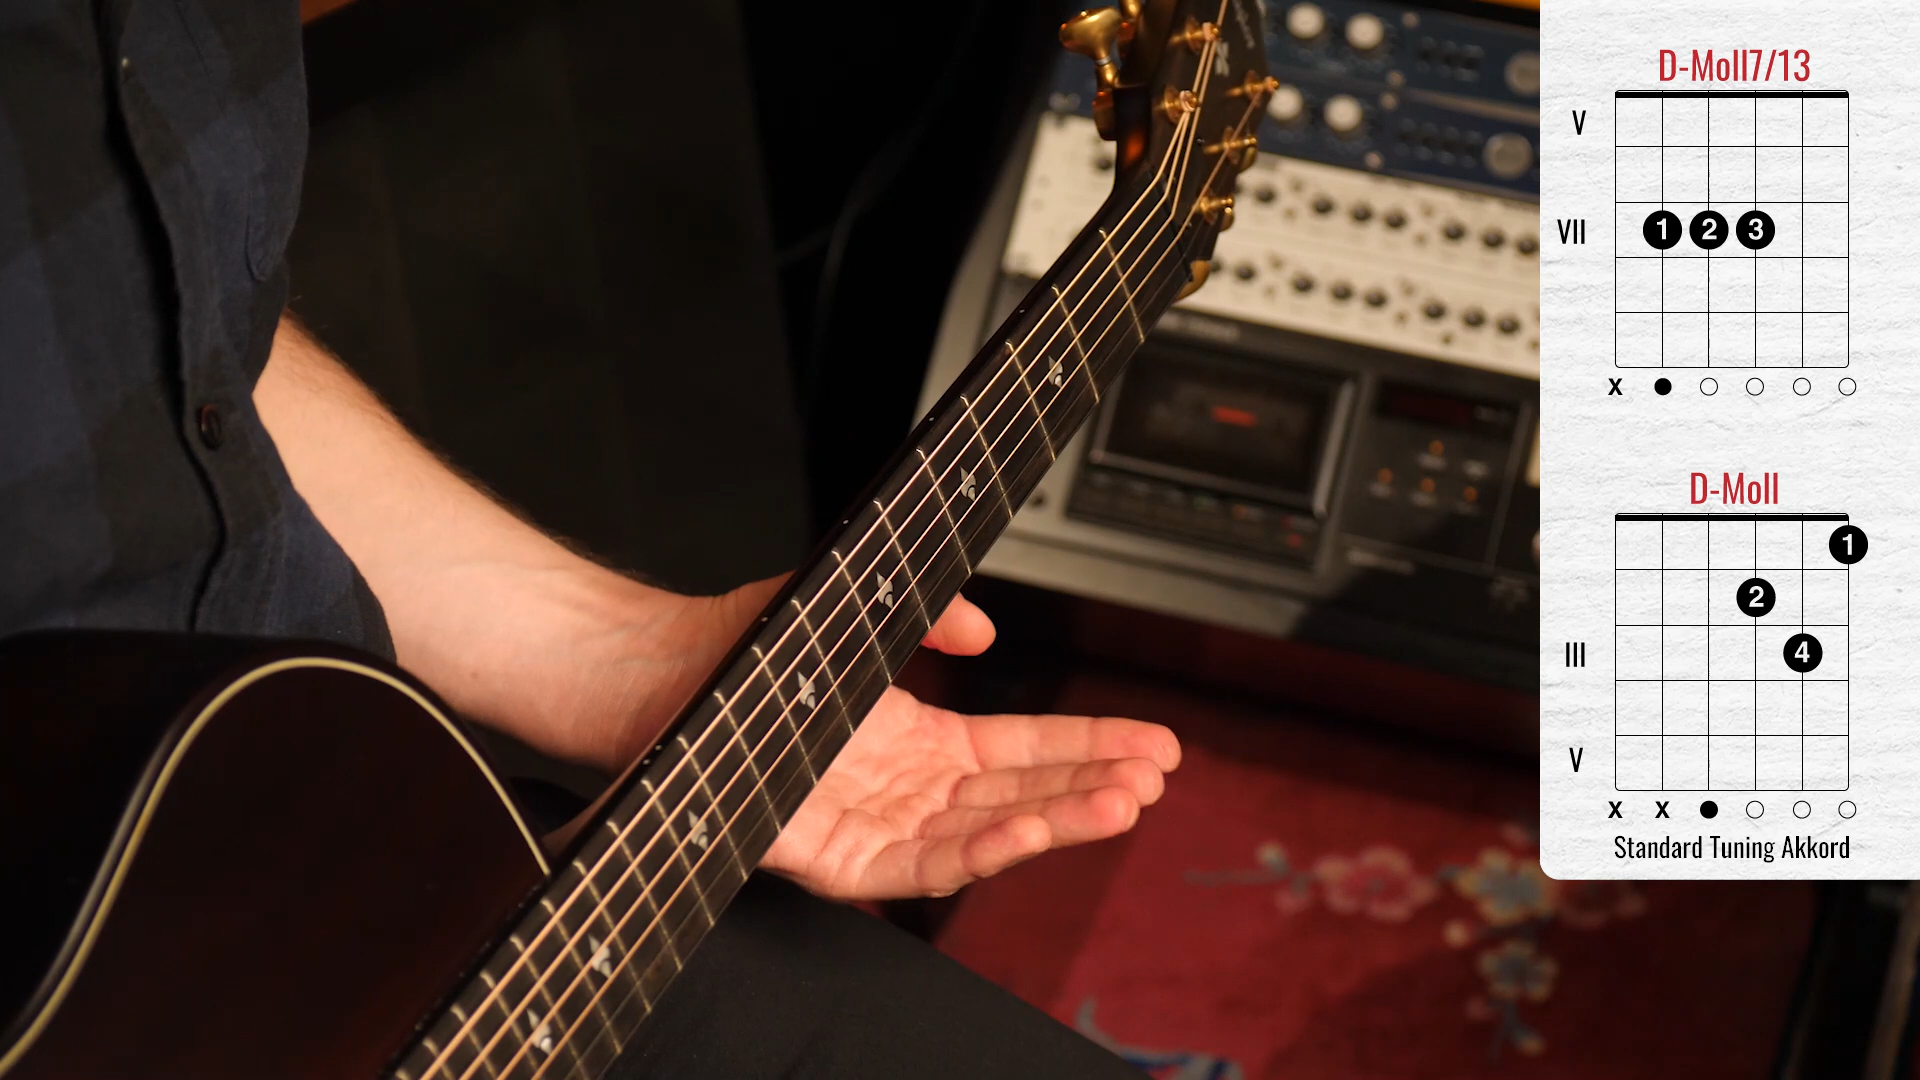 D-Moll7/13
V
VII
1 2 3
X
D-Moll
1
2
III
4
V
X X
Standard Tuning Akkord